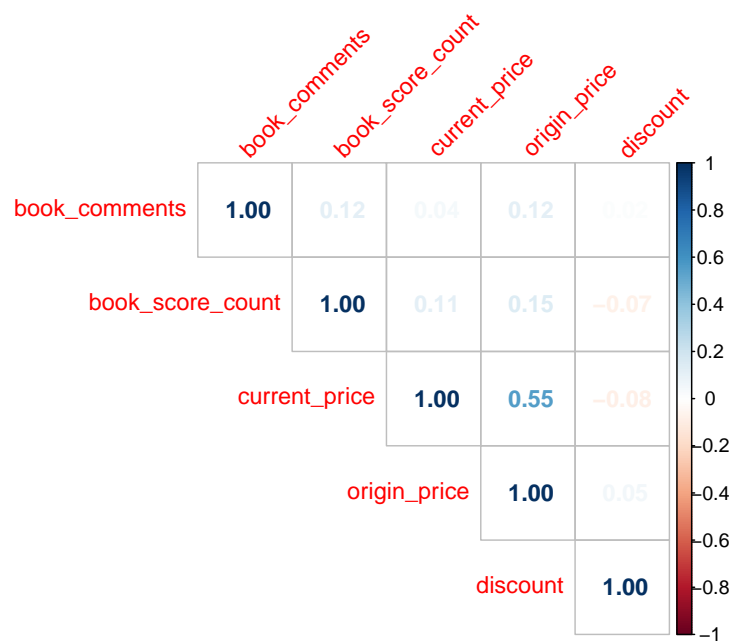 book_comments
book_score_count
current_price
origin_price
discount
book_comments 1.00 0.12 0.04 0.12 0.02
book_score_count 1.00 0.11 0.15 −0.07
current_price 1.00 0.55 −0.08
origin_price 1.00 0.05
discount 1.00
1
0.8
0.6
0.4
0.2
0
−0.2
−0.4
−0.6
−0.8
−1